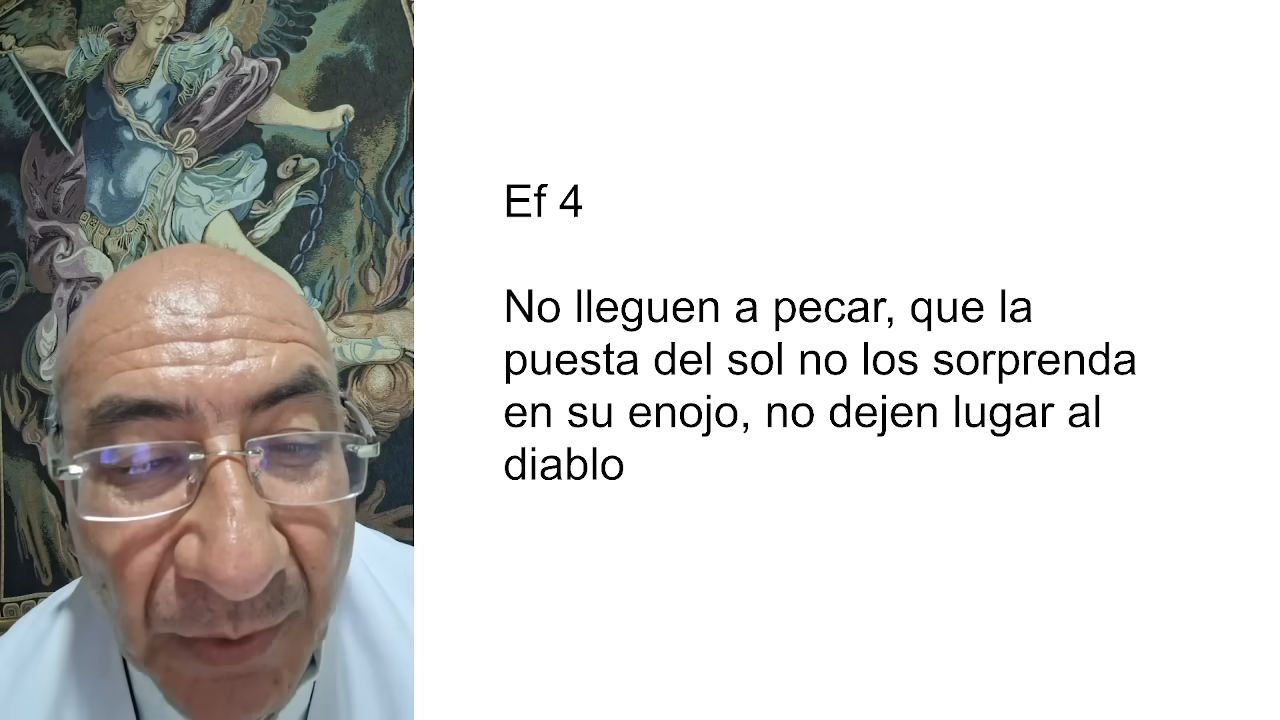 Ef 4
No lleguen a pecar, que la
puesta del sol no los sorprenda
en su enojo, no dejen lugar al
diablo